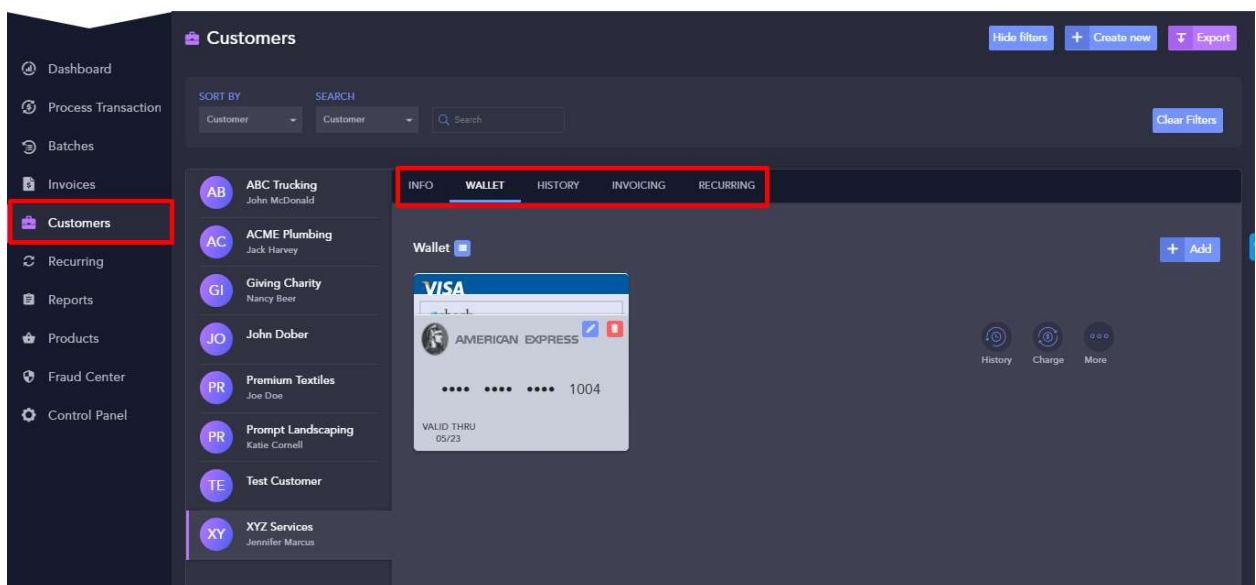 Customers
Hide filters
+ Create new
Export
Dashboard
Process Transaction
Batches
Invoices
Customers
Recurring
Reports
Products
Fraud Center
Control Panel
SORT BY
SEARCH
Customer
Customer
Search
Clear Filters
AB
ABC Trucking
John McDonald
AC
ACME Plumbing
Jack Harvey
GI
Giving Charity
Nancy Beer
JO
John Dober
PR
Premium Textiles
Joe Doe
PR
Prompt Landscaping
Katie Cornell
TE
Test Customer
XY
XYZ Services
Jennifer Marcus
INFO WALLET HISTORY INVOICING RECURRING
Wallet
+ Add
VISA
AMERICAN EXPRESS
•••• •••• •••• 1004
VALID THRU
05/23
History Charge More